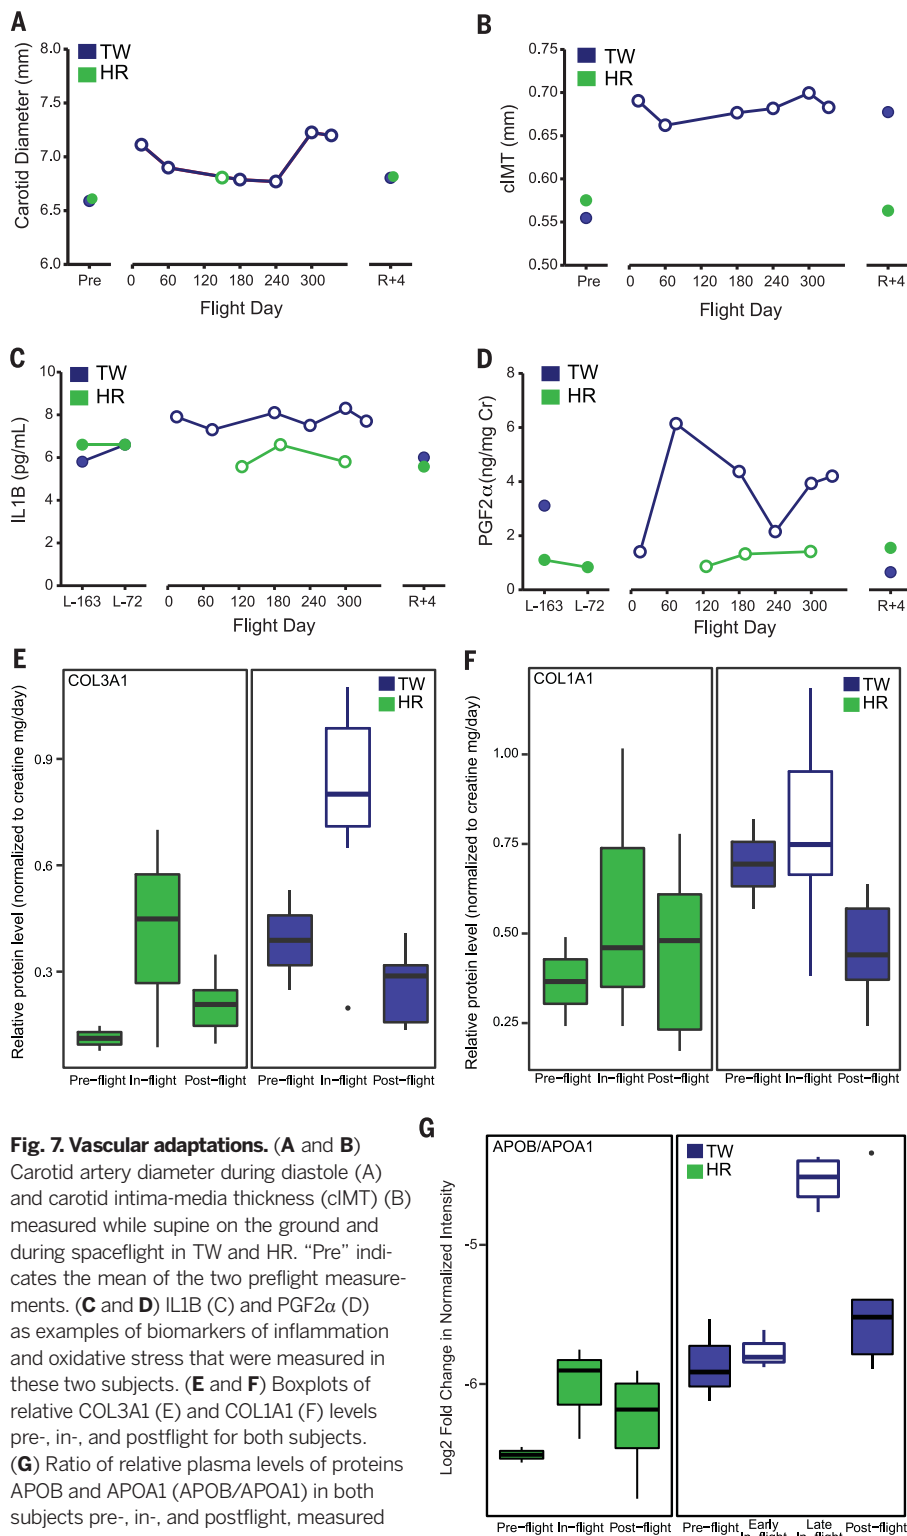 A
Carotid Diameter (mm)
8.0
7.5
7.0
6.5
6.0
TW
HR
Pre
0 60 120 180 240 300
R+4
Flight Day
B
cIMT (mm)
0.75
0.70
0.65
0.60
0.55
0.50
TW
HR
Pre
0 60 120 180 240 300
R+4
Flight Day
C
IL1B (pg/mL)
10
8
6
4
2
0
TW
HR
L-163 L-72
0 60 120 180 240 300
R+4
Flight Day
D
PGF2α(ng/mg Cr)
8
6
4
2
0
TW
HR
L-163 L-72
0 60 120 180 240 300
R+4
Flight Day
E
Relative protein level (normalized to creatine mg/day)
COL3A1
0.9
0.6
0.3
TW
HR
Pre–flight In–flight Post–flight
Pre–flight In–flight Post–flight
F
Relative protein level (normalized to creatine mg/day)
COL1A1
1.00
0.75
0.50
0.25
TW
HR
Pre–flight In–flight Post–flight
Pre–flight In–flight Post–flight
Fig. 7. Vascular adaptations. (A and B)
Carotid artery diameter during diastole (A)
and carotid intima-media thickness (cIMT) (B)
measured while supine on the ground and
during spaceflight in TW and HR. “Pre” indi-
cates the mean of the two preflight measure-
ments. (C and D) IL1B (C) and PGF2α (D)
as examples of biomarkers of inflammation
and oxidative stress that were measured in
these two subjects. (E and F) Boxplots of
relative COL3A1 (E) and COL1A1 (F) levels
pre-, in-, and postflight for both subjects.
(G) Ratio of relative plasma levels of proteins
APOB and APOA1 (APOB/APOA1) in both
subjects pre-, in-, and postflight, measured
G
Log2 Fold Change in Normalized Intensity
APOB/APOA1
-5
-6
TW
HR
Pre–flight In–flight Post–flight
Pre–flight Early In–flight Late In–flight Post–flight